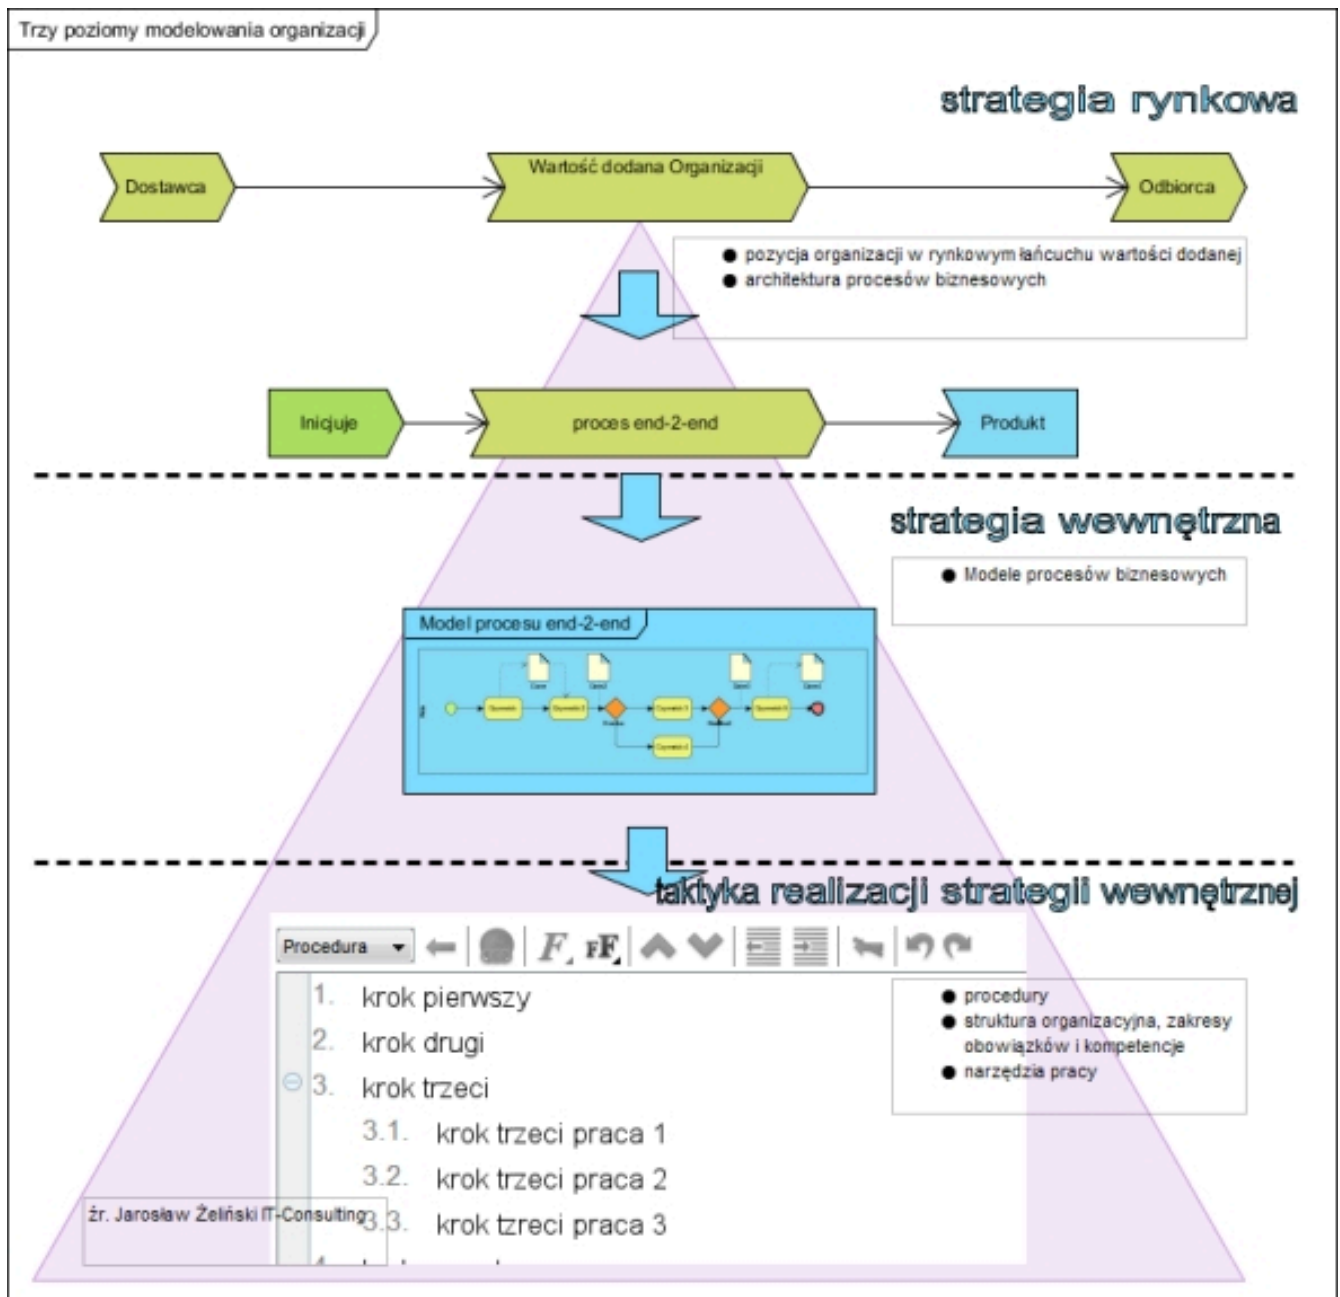 Trzy poziomy modelowania organizacji
strategia rynkowa
Dostawca
Wartość dodana Organizacji
Odbiorca
● pozycja organizacji w rynkowym łańcuchu wartości dodanej
● architektura procesów biznesowych
Inicjuje
proces end-2-end
Produkt
strategia wewnętrzna
● Modele procesów biznesowych
Model procesu end-2-end
taktyka realizacji strategii wewnętrznej
Procedura
1. krok pierwszy
2. krok drugi
3. krok trzeci
3.1. krok trzeci praca 1
3.2. krok trzeci praca 2
3.3. krok tzreci praca 3
● procedury
● struktura organizacyjna, zakresy
obowiązków i kompetencje
● narzędzia pracy
źr. Jarosław Żeliński IT-Consulting